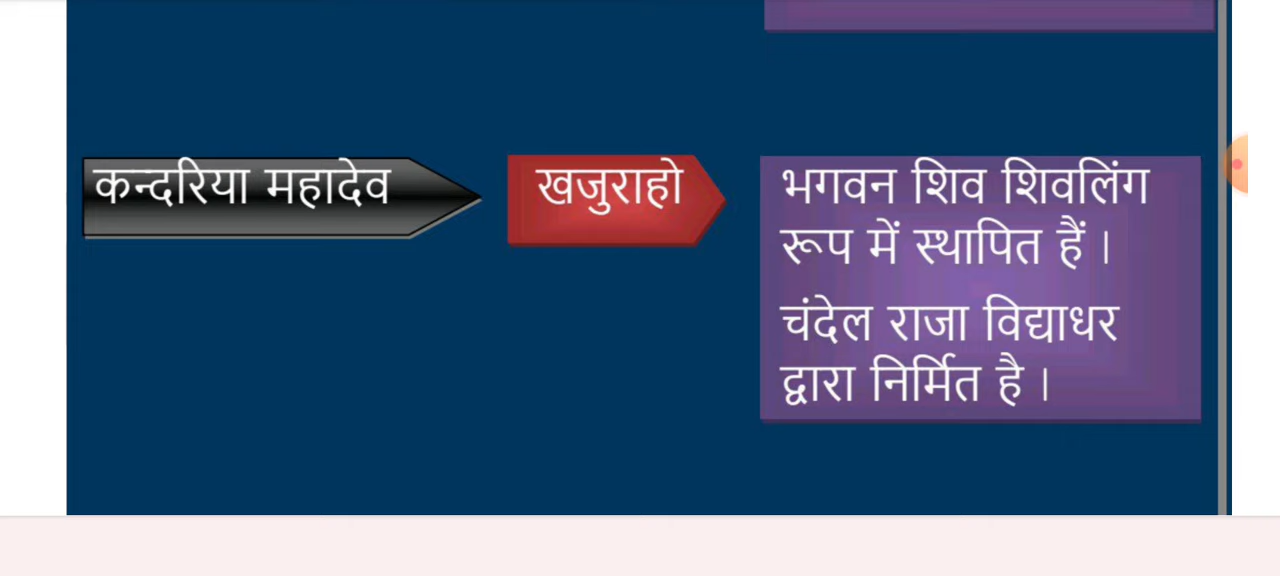 कन्दरिया महादेव
खजुराहो
भगवन शिव शिवलिंग
रूप में स्थापित हैं ।
चंदेल राजा विद्याधर
द्वारा निर्मित है ।